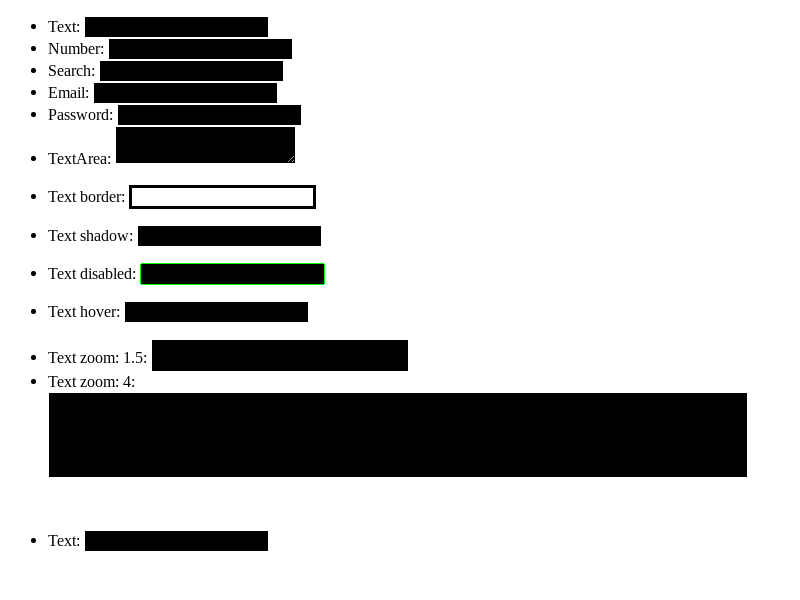 Text:
Number:
Search:
Email:
Password:
TextArea:
Text border:
Text shadow:
Text disabled:
Text hover:
Text zoom: 1.5:
Text zoom: 4:
Text: